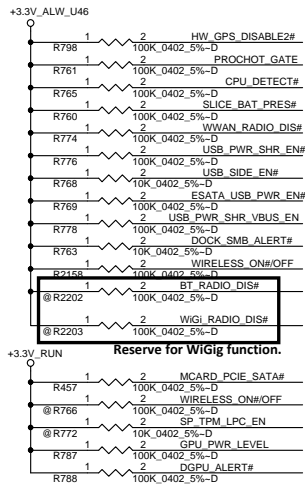 +3.3V_ALW_U46
1 2 HW_GPS_DISABLE2#
R798 100K_0402_5%~D
1 2 PROCHOT_GATE
R761 100K_0402_5%~D
1 2 CPU_DETECT#
R765 100K_0402_5%~D
1 2 SLICE_BAT_PRES#
R760 100K_0402_5%~D
1 2 WWAN_RADIO_DIS#
R774 100K_0402_5%~D
1 2 USB_PWR_SHR_EN#
R776 100K_0402_5%~D
1 2 USB_SIDE_EN#
R768 10K_0402_5%~D
1 2 ESATA_USB_PWR_EN#
R769 100K_0402_5%~D
1 2 USB_PWR_SHR_VBUS_EN
R778 100K_0402_5%~D
1 2 DOCK_SMB_ALERT#
R763 10K_0402_5%~D
1 2 WIRELESS_ON#/OFF
R2158 100K_0402_5%~D
1 2 BT_RADIO_DIS#
@R2202 100K_0402_5%~D
1 2 WiGi_RADIO_DIS#
@R2203 100K_0402_5%~D
Reserve for WiGig function.
+3.3V_RUN
1 2 MCARD_PCIE_SATA#
R457 100K_0402_5%~D
1 2 WIRELESS_ON#/OFF
@R766 100K_0402_5%~D
1 2 SP_TPM_LPC_EN
@R772 10K_0402_5%~D
1 2 GPU_PWR_LEVEL
R787 100K_0402_5%~D
1 2 DGPU_ALERT#
R788 100K_0402_5%~D